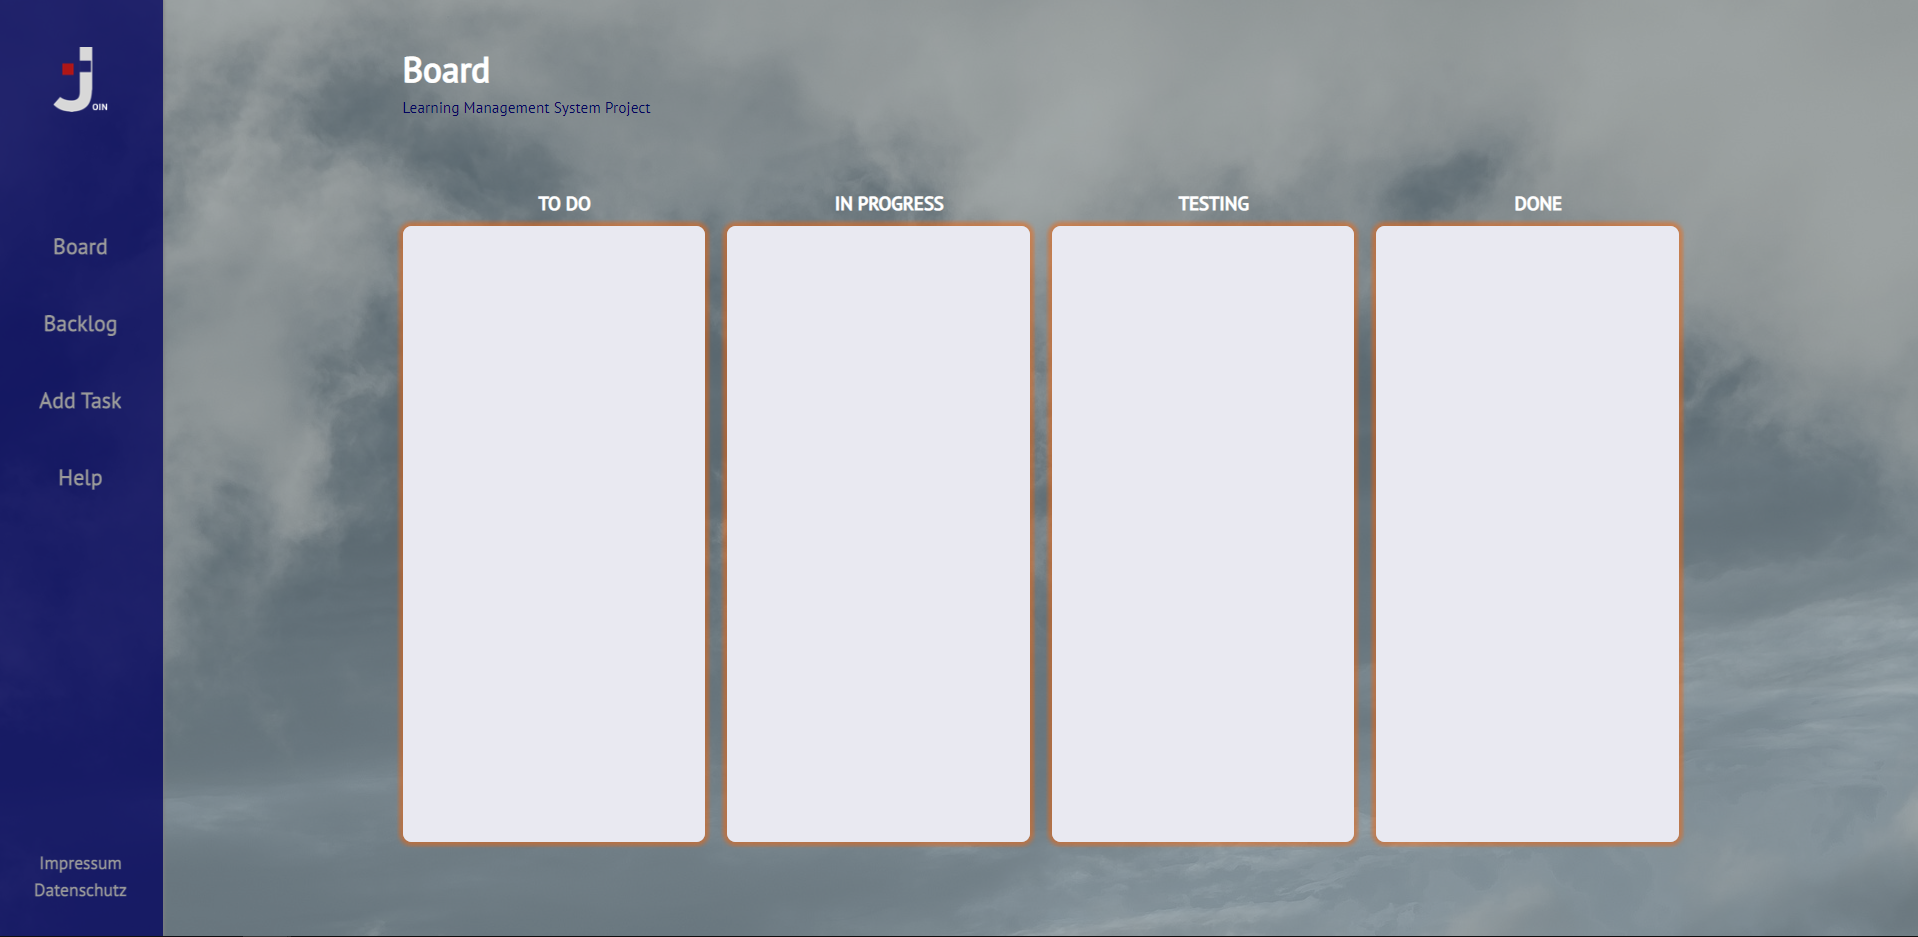 OIN
Board
Backlog
Add Task
Help
Impressum
Datenschutz
Board
Learning Management System Project
TO DO
IN PROGRESS
TESTING
DONE